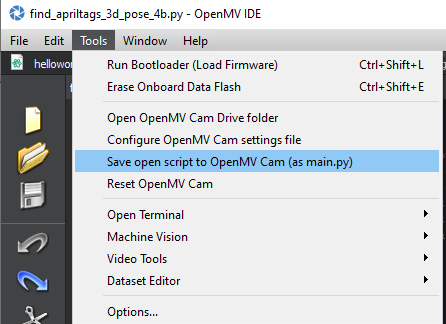 find_apriltags_3d_pose_4b.py - OpenMV IDE
File Edit Tools Window Help
hellowor
Run Bootloader (Load Firmware) Ctrl+Shift+L
Erase Onboard Data Flash Ctrl+Shift+E
Open OpenMV Cam Drive folder
Configure OpenMV Cam settings file
Save open script to OpenMV Cam (as main.py)
Reset OpenMV Cam
Open Terminal
Machine Vision
Video Tools
Dataset Editor
Options...